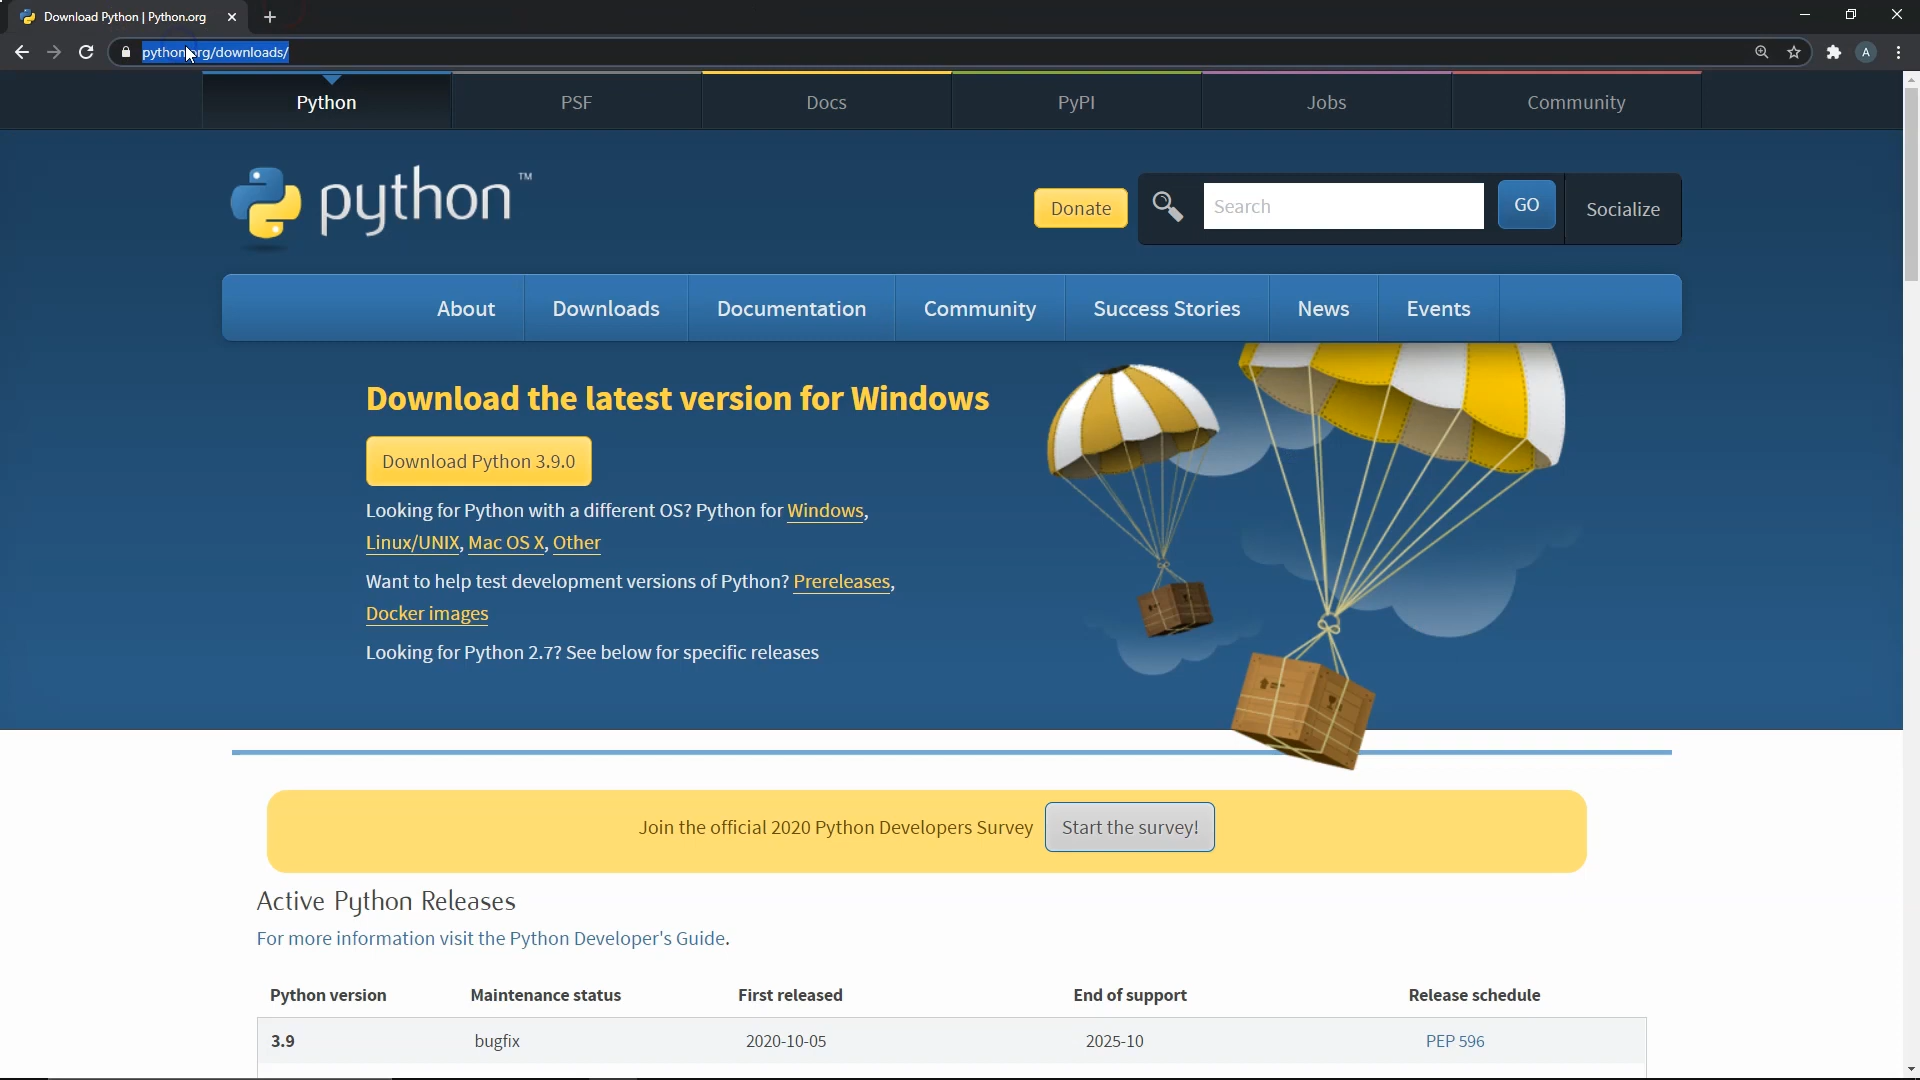 Download Python | Python.org
python.org/downloads/
A
Python
PSF
Docs
PyPI
Jobs
Community
python™
Donate
Search
GO
Socialize
About
Downloads
Documentation
Community
Success Stories
News
Events
Download the latest version for Windows
Download Python 3.9.0
Looking for Python with a different OS? Python for Windows,
Linux/UNIX, Mac OS X, Other
Want to help test development versions of Python? Prereleases,
Docker images
Looking for Python 2.7? See below for specific releases
Join the official 2020 Python Developers Survey
Start the survey!
Active Python Releases
For more information visit the Python Developer's Guide.
Python version Maintenance status First released End of support Release schedule
3.9 bugfix 2020-10-05 2025-10 PEP 596